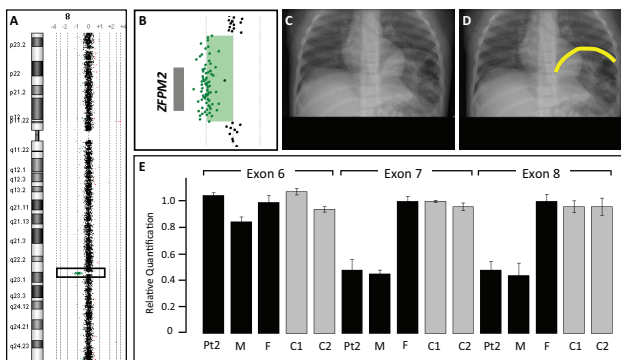 A)
8
-2 -1 0 +2 +4
p23.2
p22
p21.2
p12
p11.22
q11.22
q12.1
q12.3
q13.2
q21.11
q21.13
q21.3
q22.2
q23.1
q23.3
q24.12
q24.21
q24.23
B
ZFPM2
C
D
E
Exon 6 Exon 7 Exon 8
Relative Quantification
1.0
0.8
0.6
0.4
0.2
0
Pt2 M F C1 C2 Pt2 M F C1 C2 Pt2 M F C1 C2